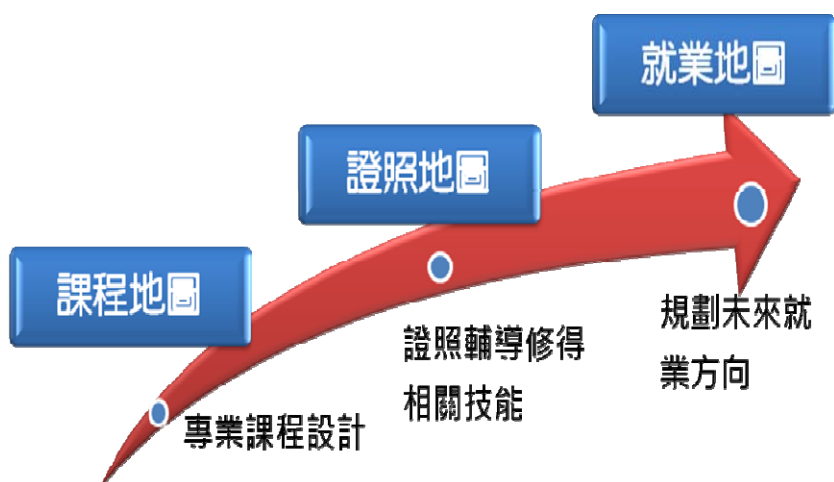 就業地圖
證照地圖
課程地圖
規劃未來就
業方向
證照輔導修得
相關技能
專業課程設計